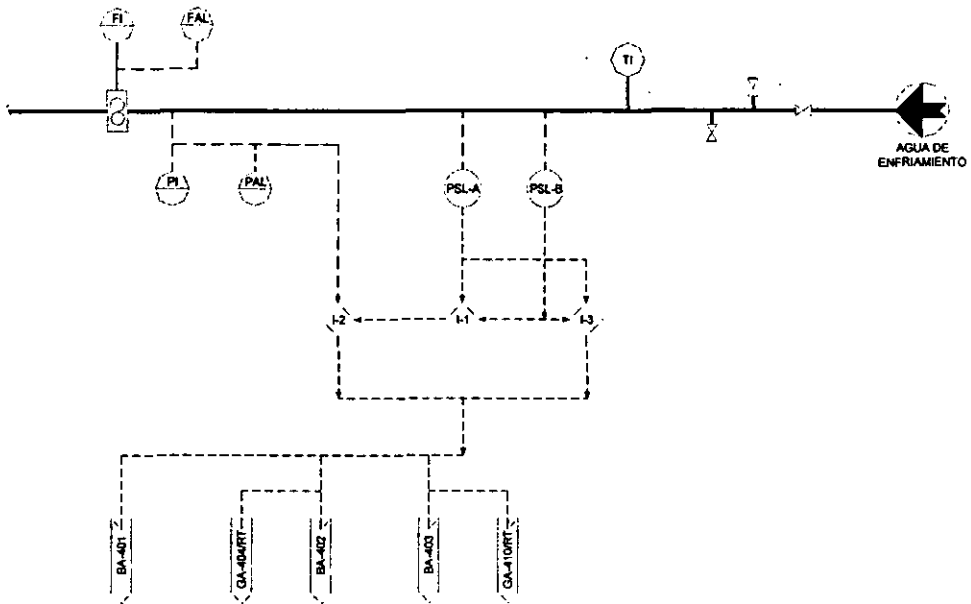 FI
FAL
TI
AGUA DE
ENFRIAMIENTO
PI
PAL
PSL-A
PSL-B
I-2
I-1
I-3
BA-401
GA-404/RT
BA-402
BA-403
GA-410/RT